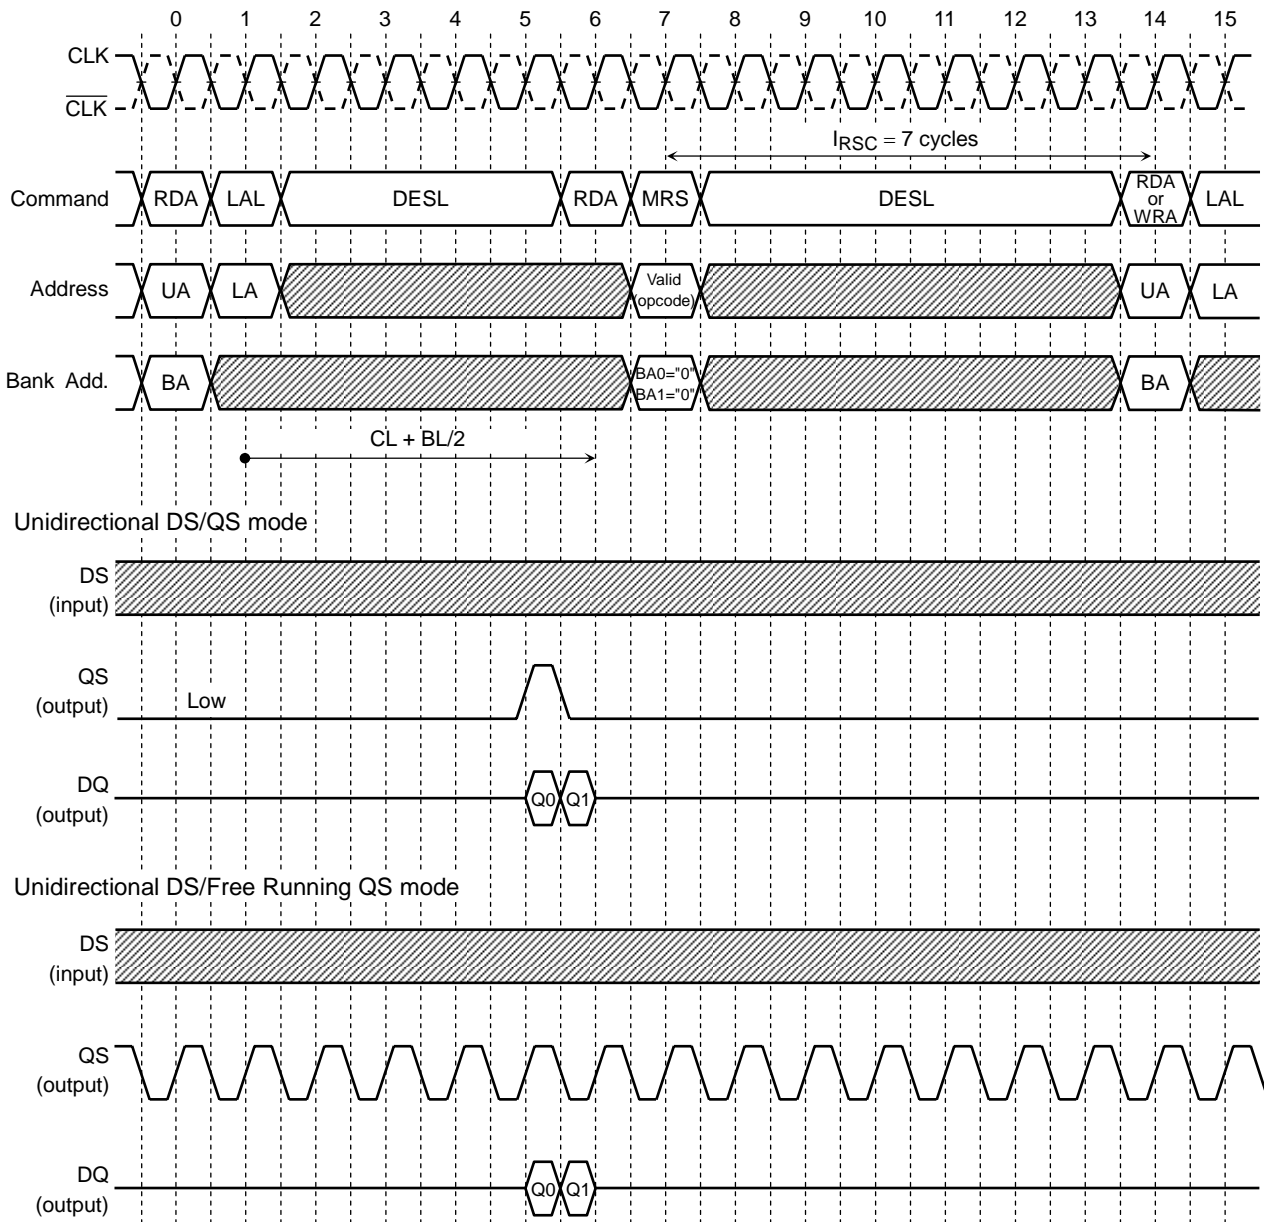 0 1 2 3 4 5 6 7 8 9 10 11 12 13 14 15
CLK
CLK
IRSC = 7 cycles
Command RDA LAL DESL RDA MRS DESL RDA or WRA LAL
Address UA LA Valid (opcode) UA LA
Bank Add. BA BA0="0" BA1="0" BA
CL + BL/2
Unidirectional DS/QS mode
DS
(input)
QS
(output)
Low
DQ
(output)
Q0 Q1
Unidirectional DS/Free Running QS mode
DS
(input)
QS
(output)
DQ
(output)
Q0 Q1